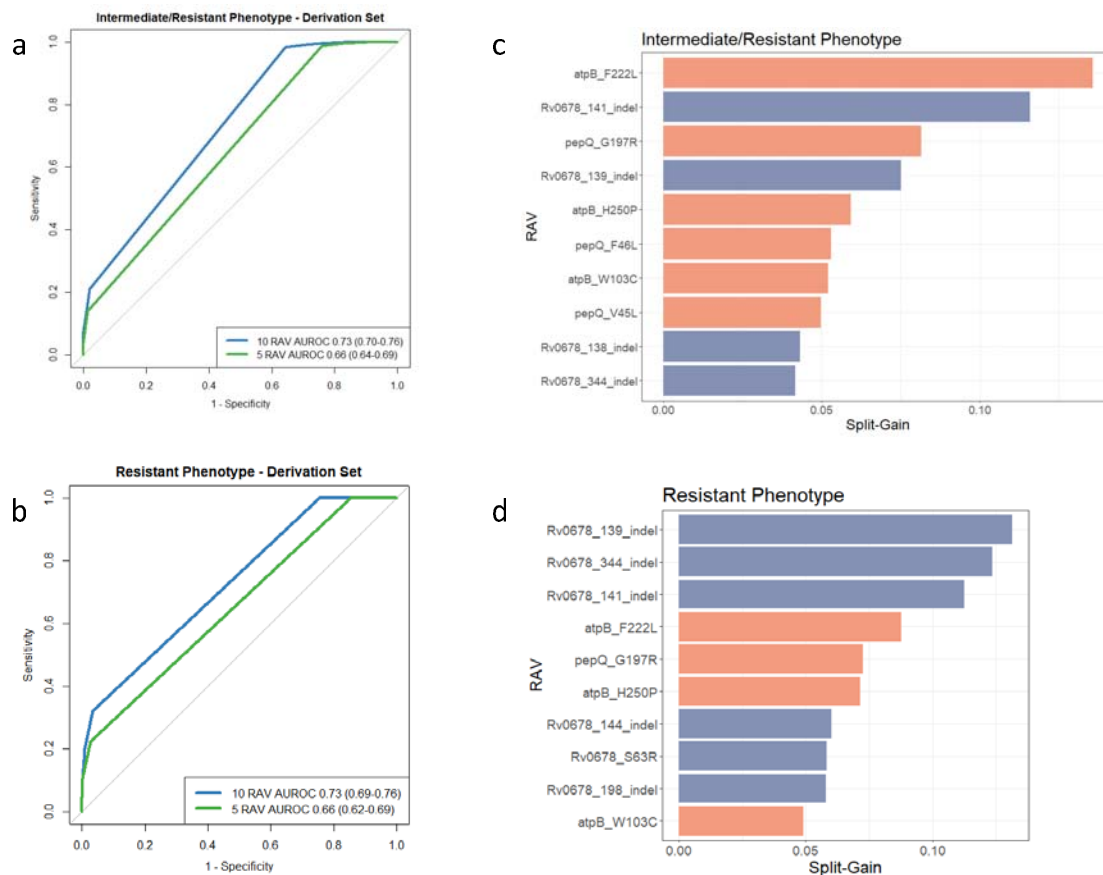 a
Intermediate/Resistant Phenotype - Derivation Set
Sensitivity
1.0
0.8
0.6
0.4
0.2
0.0
10 RAV AUROC 0.73 (0.70-0.76)
5 RAV AUROC 0.66 (0.64-0.69)
0.0 0.2 0.4 0.6 0.8 1.0
1 - Specificity
c
Intermediate/Resistant Phenotype
RAV
atpB_F222L
Rv0678_141_indel
pepQ_G197R
Rv0678_139_indel
atpB_H250P
pepQ_F46L
atpB_W103C
pepQ_V45L
Rv0678_138_indel
Rv0678_344_indel
0.00 0.05 0.10
Split-Gain
b
Resistant Phenotype - Derivation Set
Sensitivity
1.0
0.8
0.6
0.4
0.2
0.0
10 RAV AUROC 0.73 (0.69-0.76)
5 RAV AUROC 0.66 (0.62-0.69)
0.0 0.2 0.4 0.6 0.8 1.0
1 - Specificity
d
Resistant Phenotype
RAV
Rv0678_139_indel
Rv0678_344_indel
Rv0678_141_indel
atpB_F222L
pepQ_G197R
atpB_H250P
Rv0678_144_indel
Rv0678_S63R
Rv0678_198_indel
atpB_W103C
0.00 0.05 0.10
Split-Gain